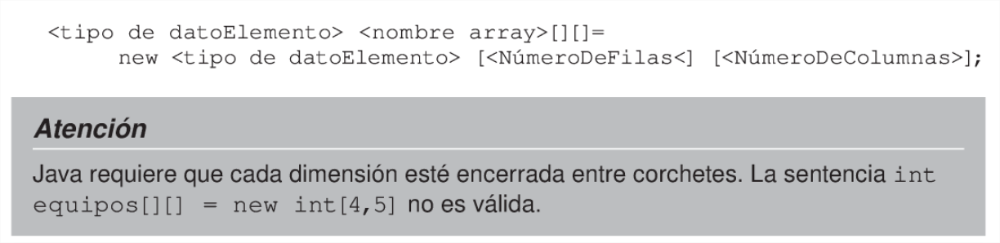 <tipo de datoElemento> <nombre array>[][]=
new <tipo de datoElemento> [<NúmeroDeFilas<] [<NúmeroDeColumnas>];
Atención
Java requiere que cada dimensión esté encerrada entre corchetes. La sentencia int
equipos[][] = new int[4,5] no es válida.